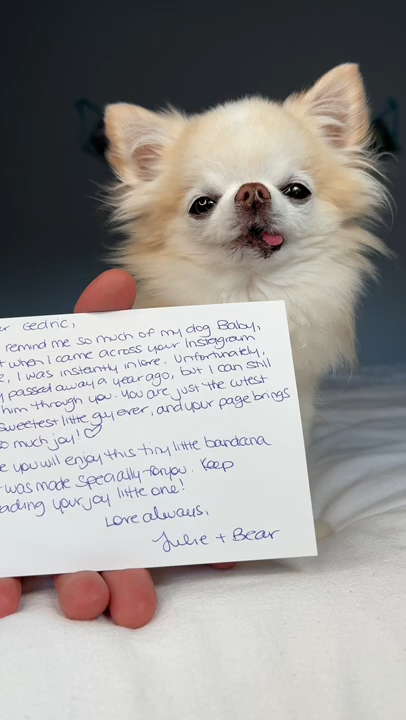 Cedric,
remind me so much of my dog Baby,
when I came across your Instagram
I was instantly in love. Unfortunately,
passed away a year ago, but I can still
him through you. You are just the cutest
sweetest little guy ever, and your page brings
so much joy! ♡
you will enjoy this tiny little bandana
was made specially for you. Keep
your joy little one!
Love always,
Julie + Bear